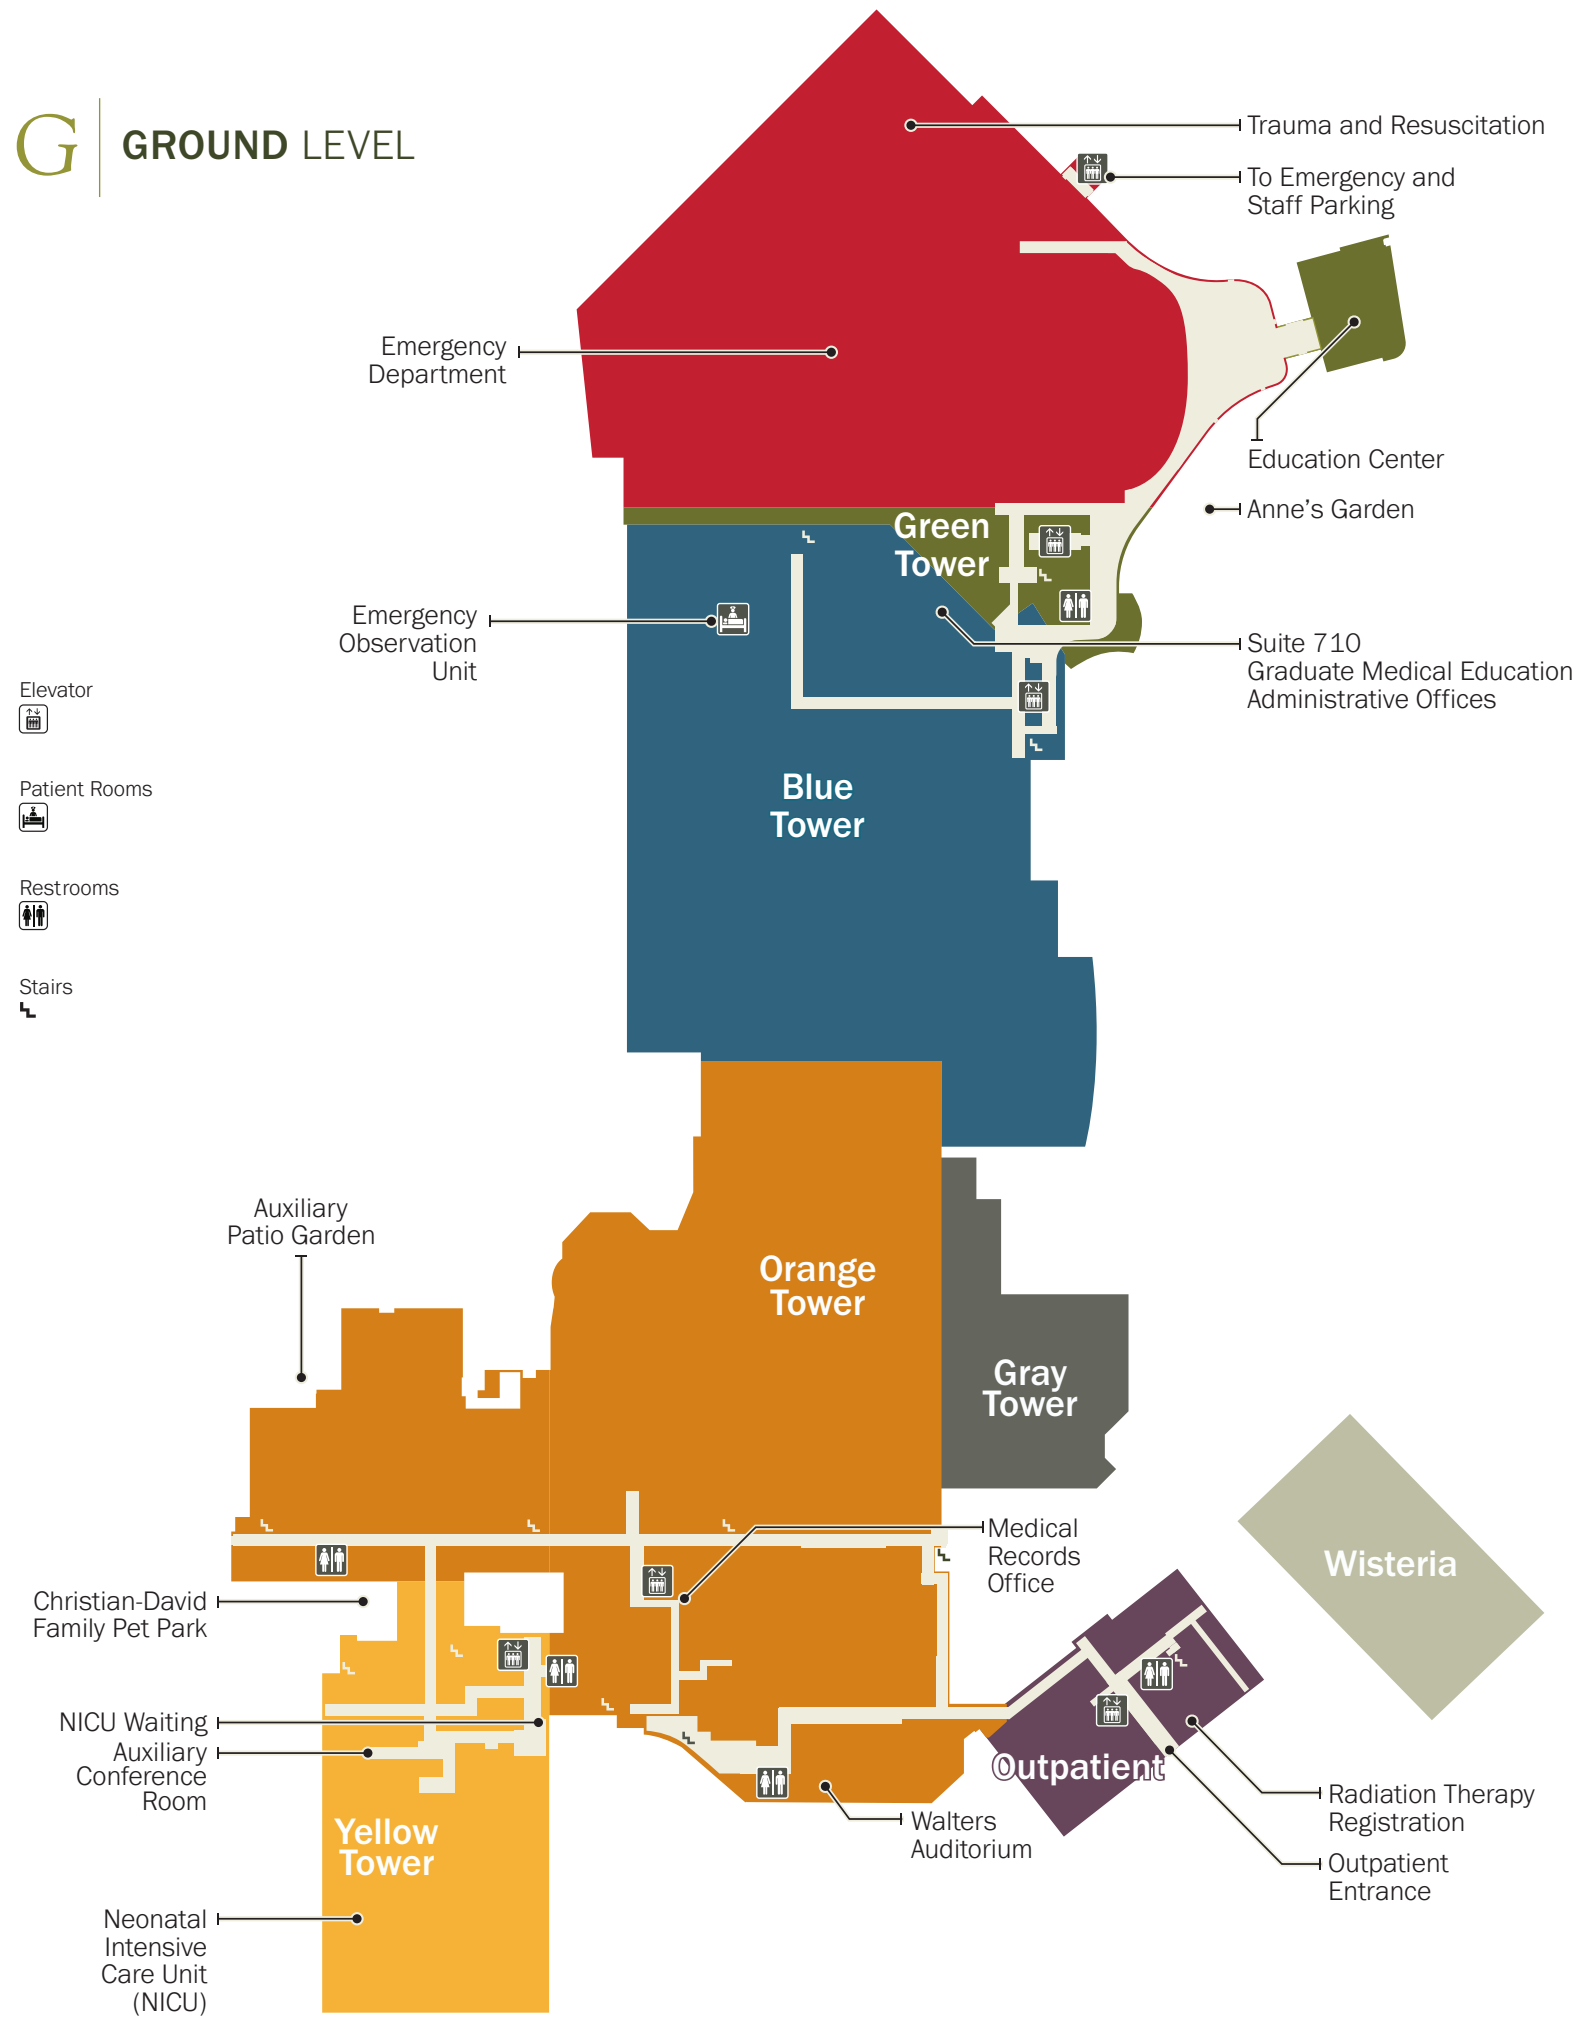 G
GROUND LEVEL
Trauma and Resuscitation
To Emergency and
Staff Parking
Emergency
Department
Education Center
Anne's Garden
Green
Tower
Emergency
Observation
Unit
Suite 710
Graduate Medical Education
Administrative Offices
Elevator
Patient Rooms
Restrooms
Stairs
Blue
Tower
Auxiliary
Patio Garden
Orange
Tower
Gray
Tower
Medical
Records
Office
Wisteria
Christian-David
Family Pet Park
NICU Waiting
Auxiliary
Conference
Room
Outpatient
Radiation Therapy
Registration
Walters
Auditorium
Outpatient
Entrance
Yellow
Tower
Neonatal
Intensive
Care Unit
(NICU)